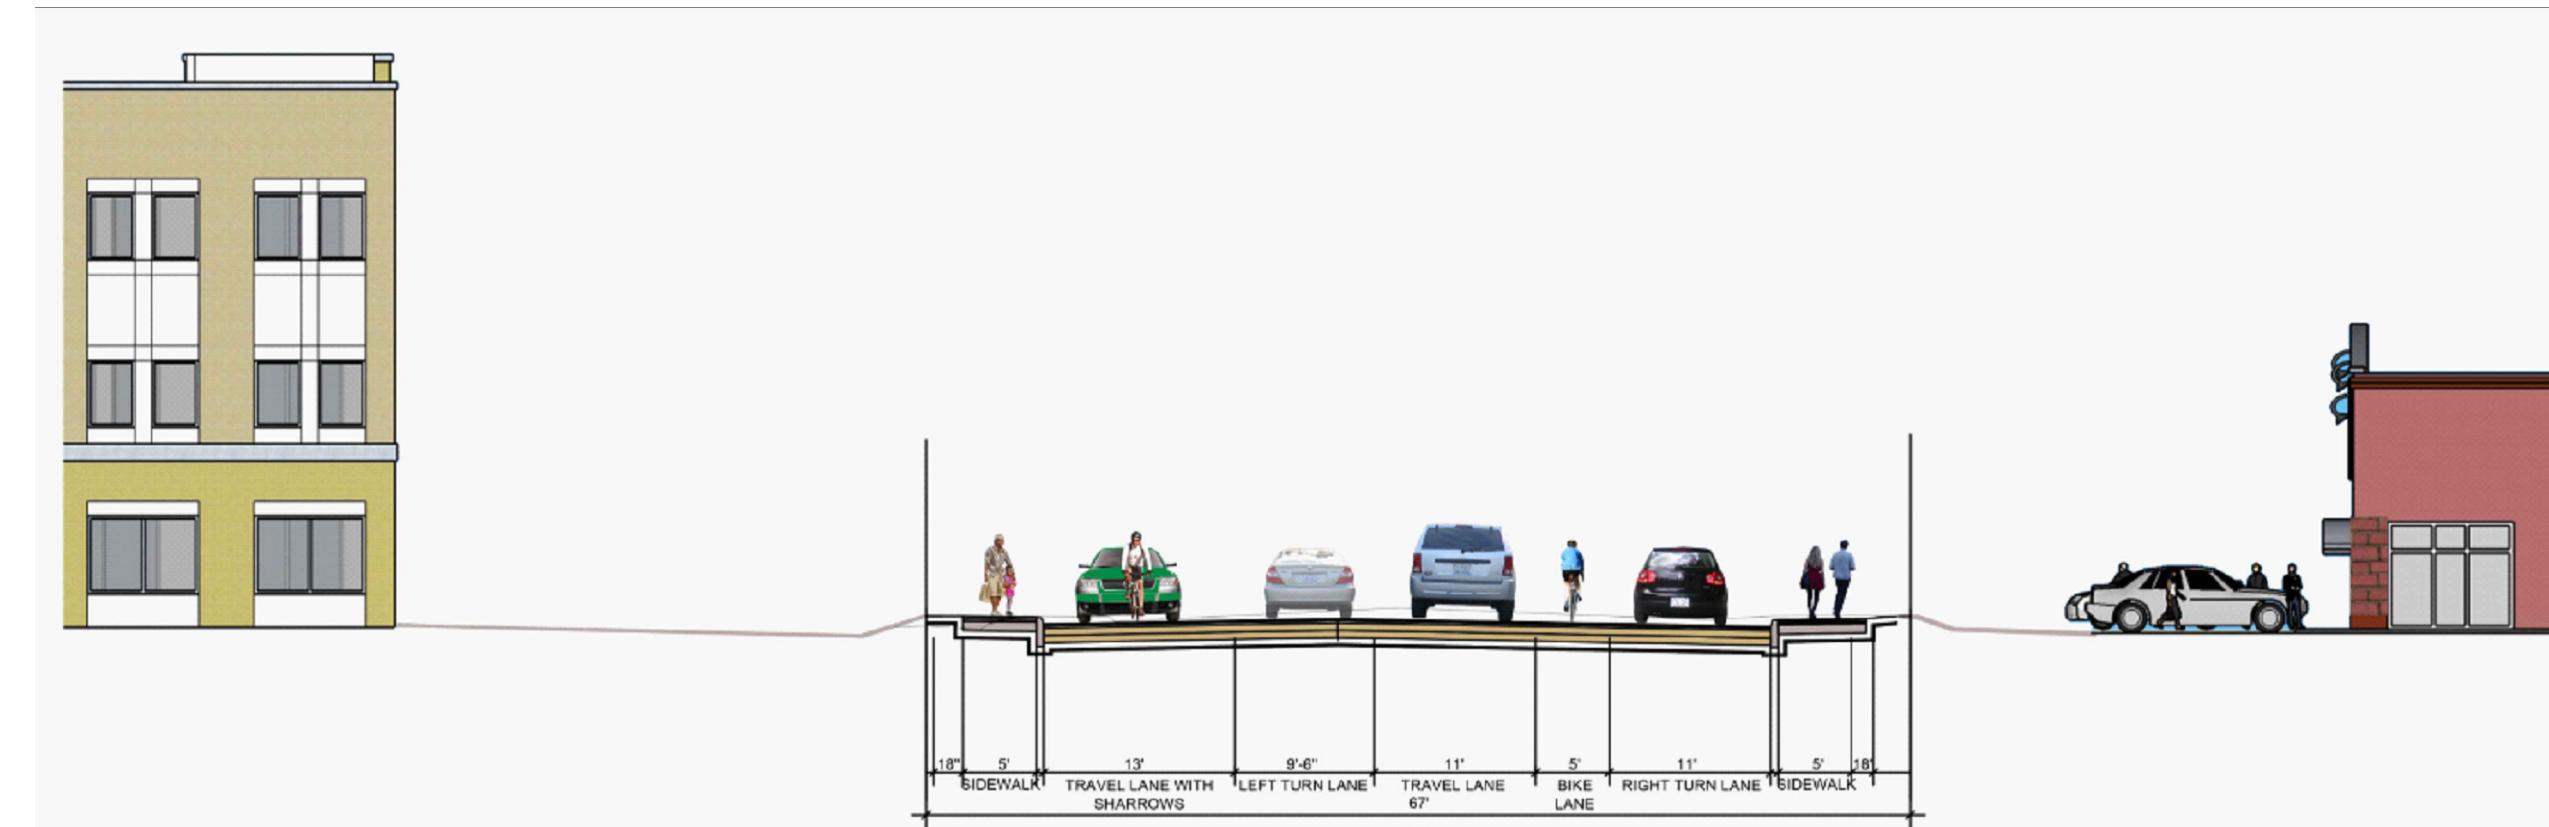 18" 5' 13' 9'-6" 11' 5' 11' 5' 18"
SIDEWALK TRAVEL LANE WITH LEFT TURN LANE TRAVEL LANE BIKE RIGHT TURN LANE SIDEWALK
SHARROWS 67' LANE